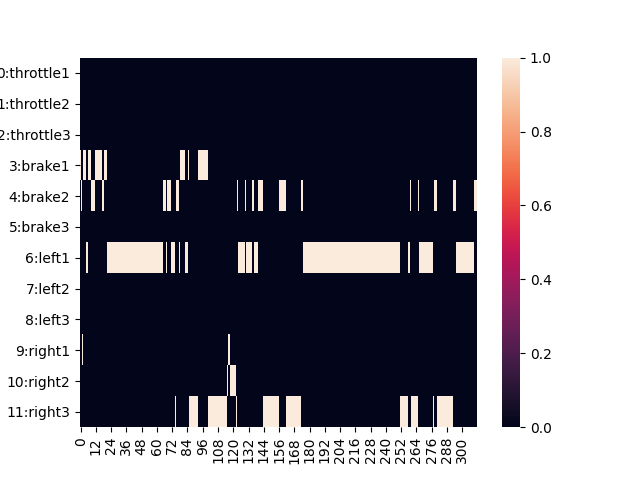 0:throttle1
1:throttle2
2:throttle3
3:brake1
4:brake2
5:brake3
6:left1
7:left2
8:left3
9:right1
10:right2
11:right3
0 12 24 36 48 60 72 84 96 108 120 132 144 156 168 180 192 204 216 228 240 252 264 276 288 300
1.0
0.8
0.6
0.4
0.2
0.0